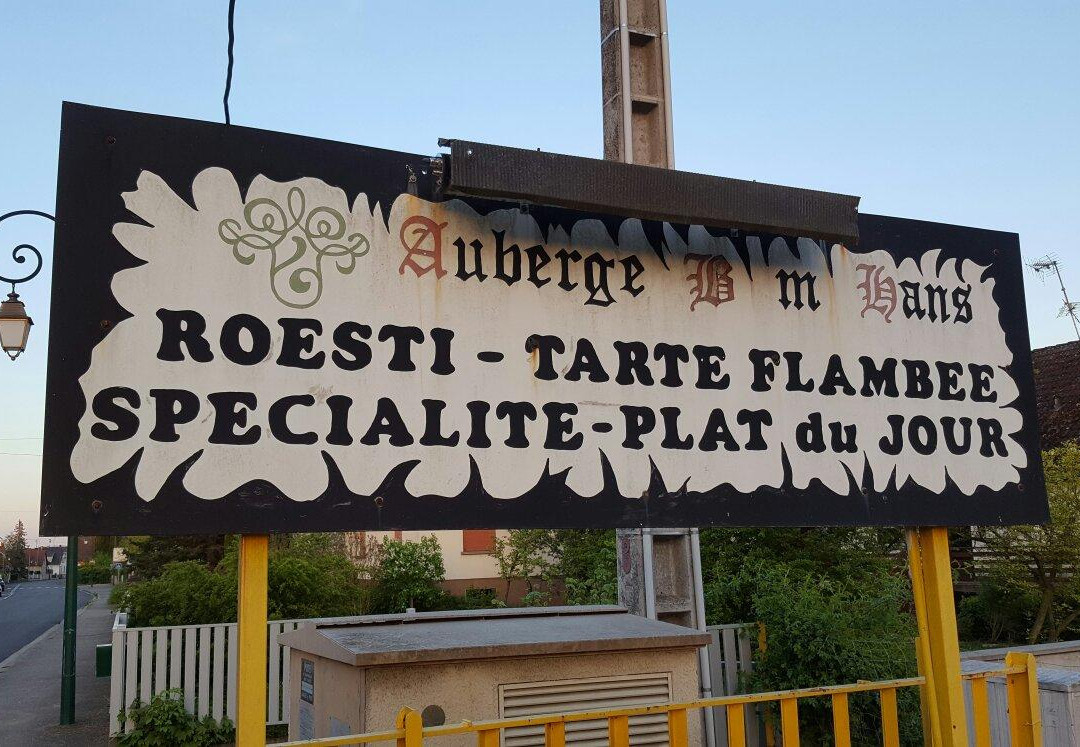 Auberge B m Hans
ROESTI - TARTE FLAMBEE
SPECIALITE-PLAT du JOUR